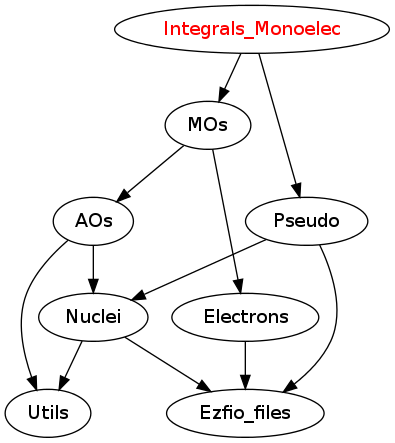 Integrals_Monoelec
MOs
AOs
Pseudo
Nuclei
Electrons
Utils
Ezfio_files